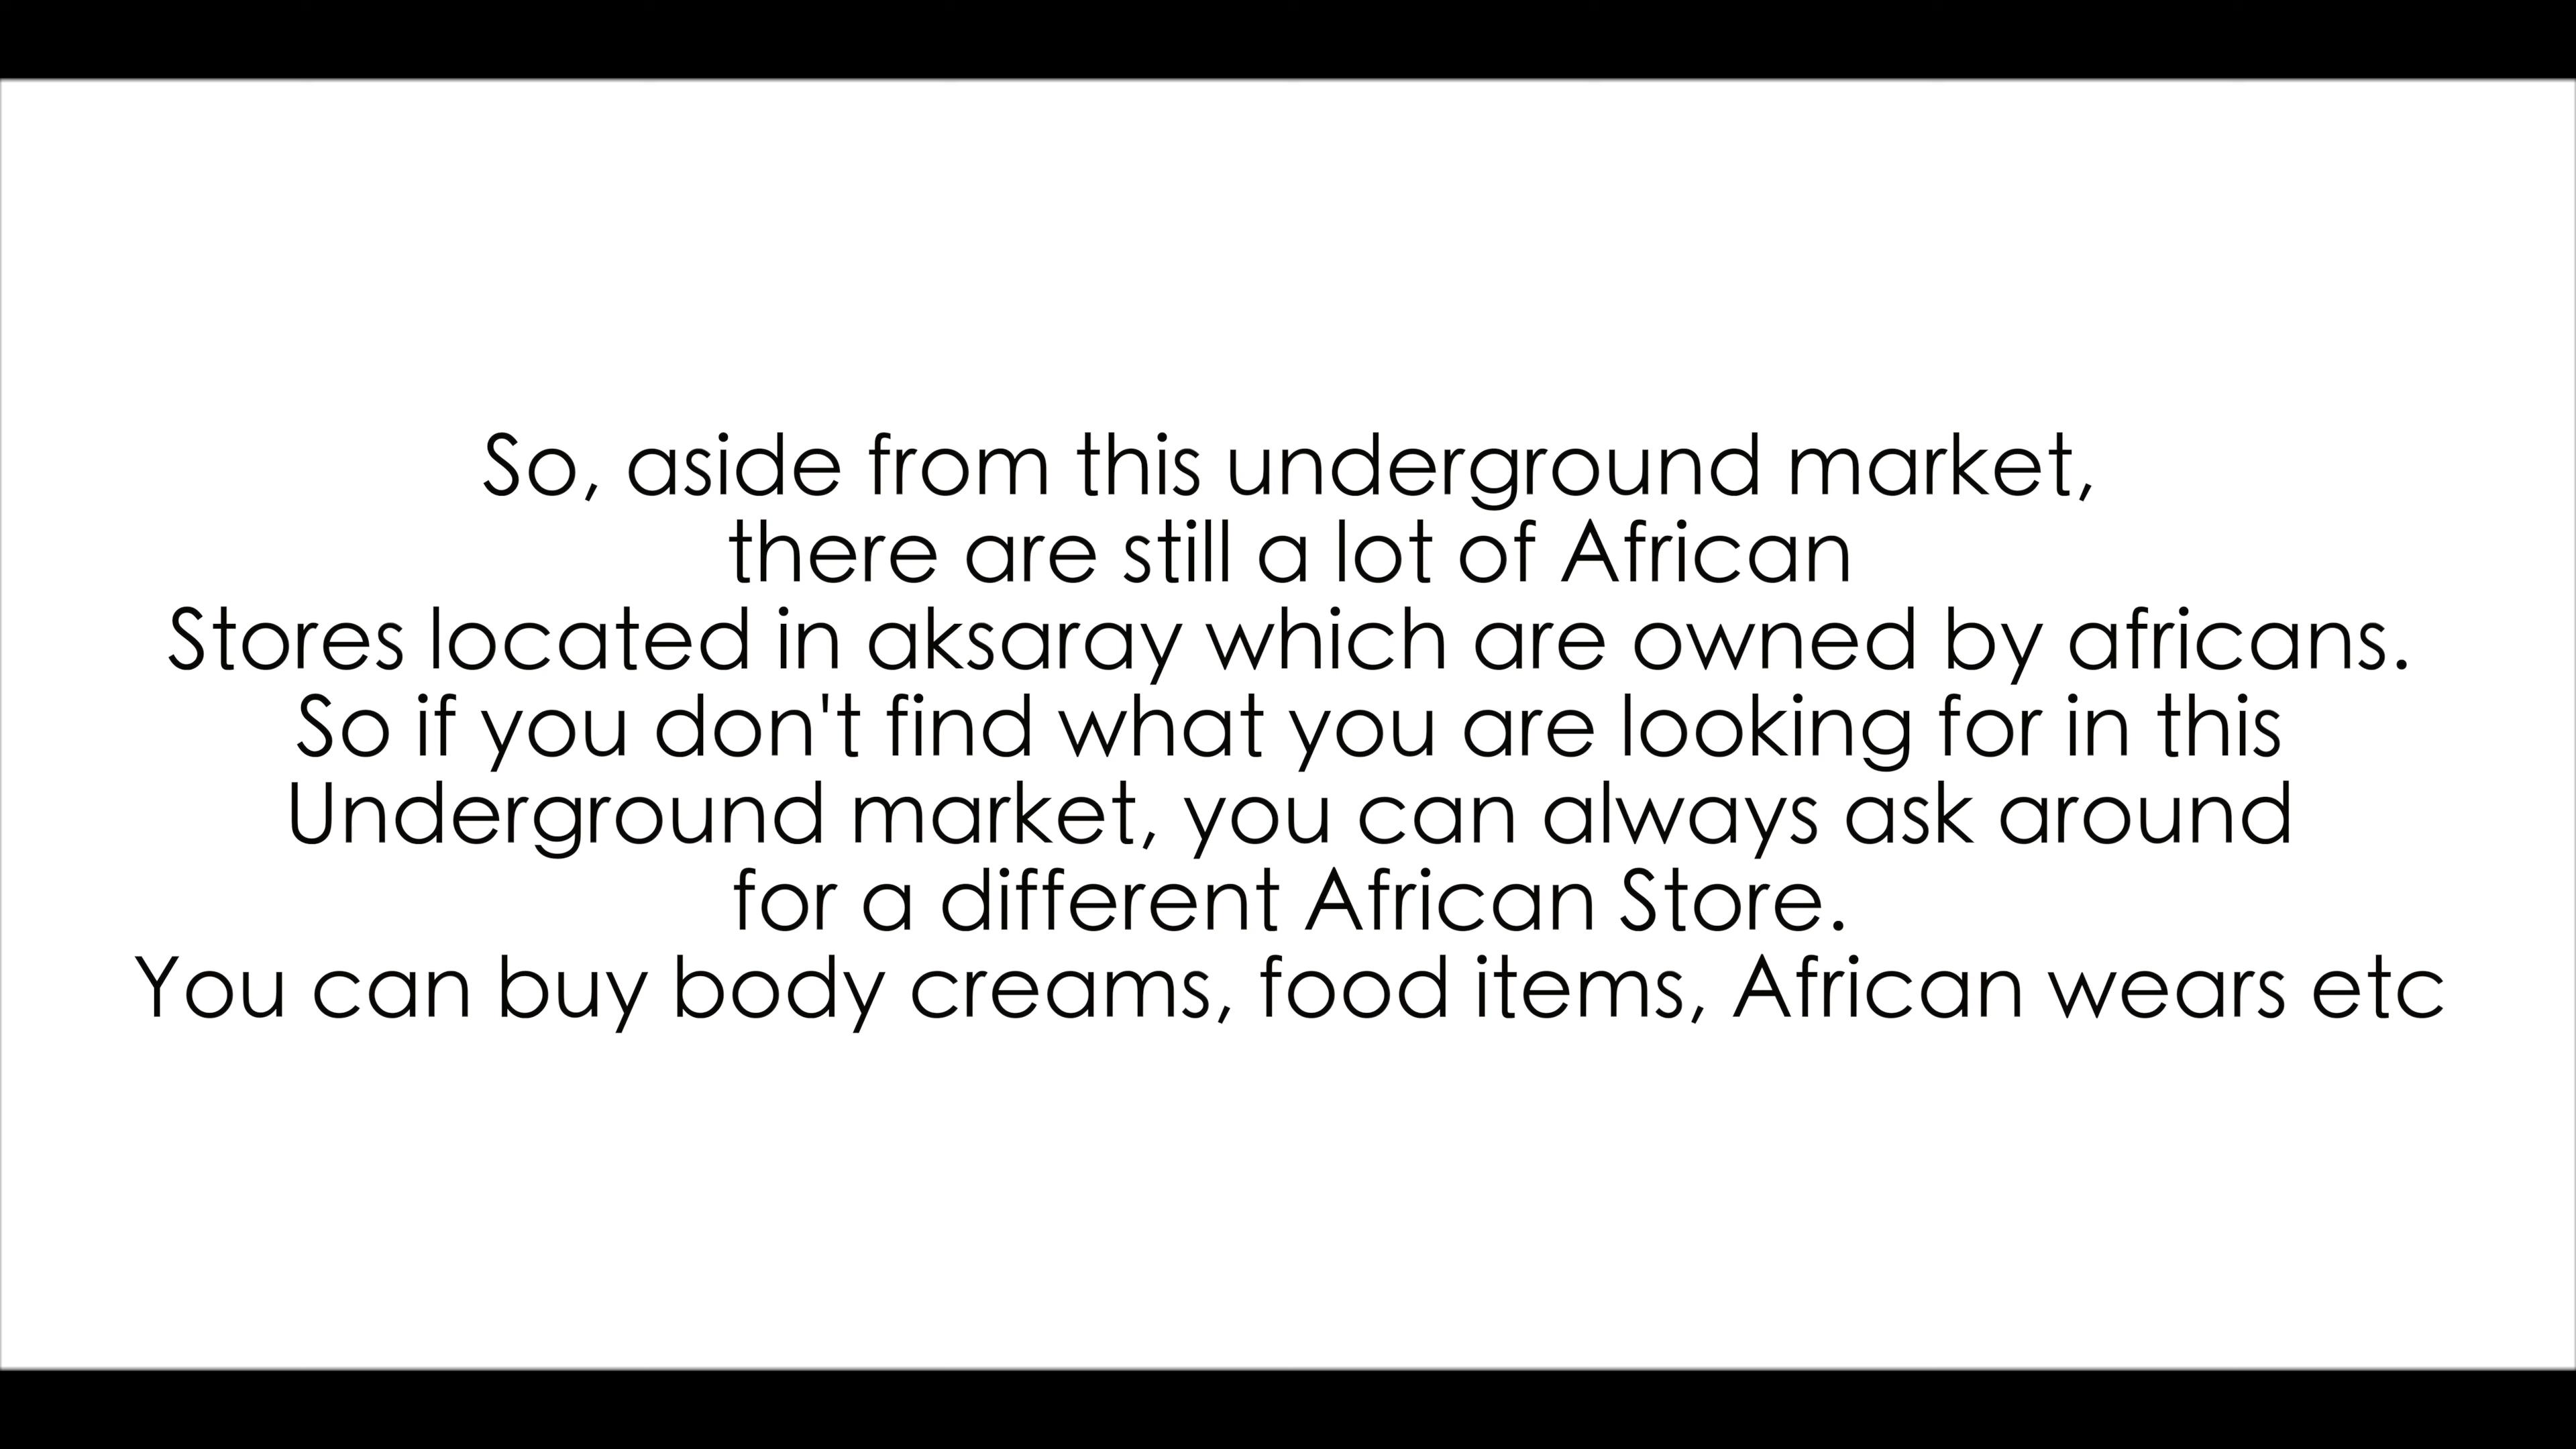 So, aside from this underground market,
there are still a lot of African
Stores located in aksaray which are owned by africans.
So if you don't find what you are looking for in this
Underground market, you can always ask around
for a different African Store.
You can buy body creams, food items, African wears etc